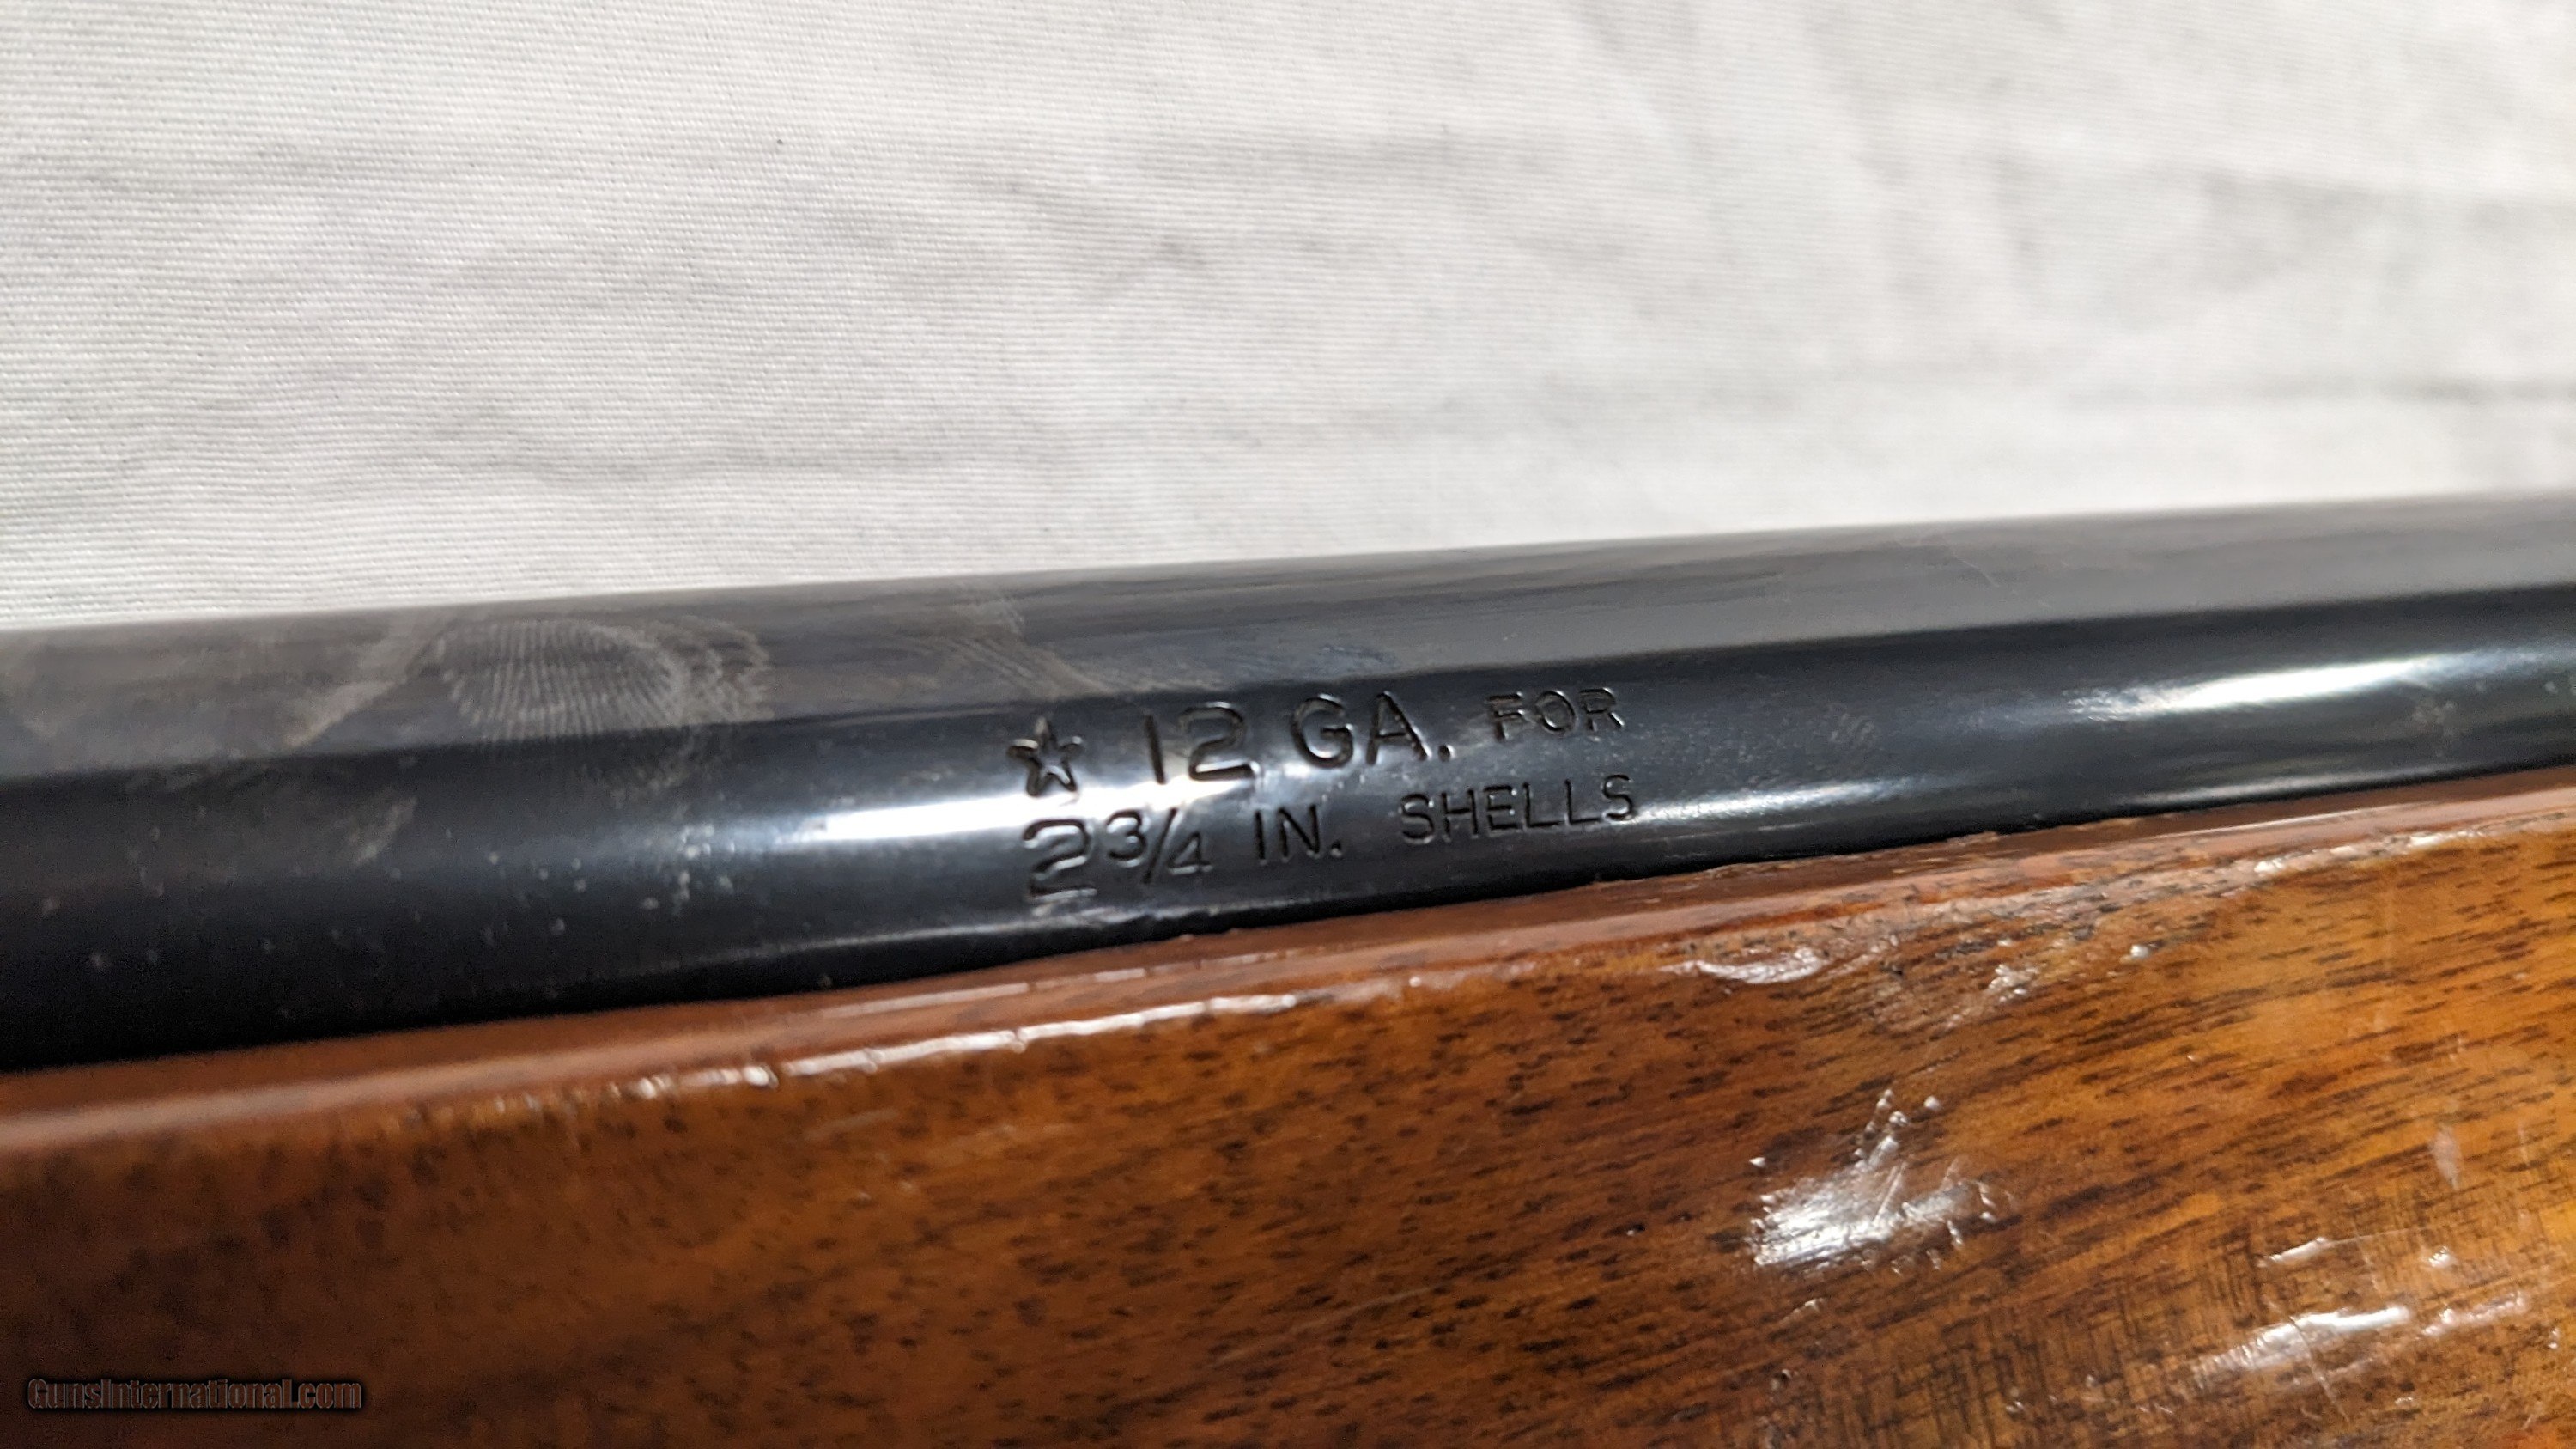 ☆ 12 GA. FOR
2 3/4 IN. SHELLS
GunsInternational.com